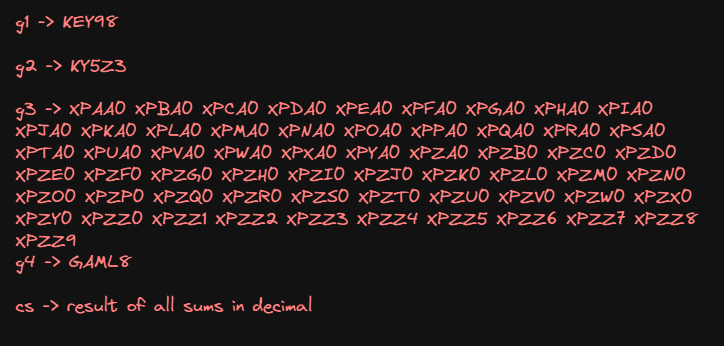 g1 -> KEY98
g2 -> KY5Z3
g3 -> XPAA0 XPBA0 XPCA0 XPDA0 XPEA0 XPFA0 XPGA0 XPHA0 XPIA0
XPJA0 XPKA0 XPLA0 XPMA0 XPNA0 XPOA0 XPPA0 XPQA0 XPRA0 XPSA0
XPTA0 XPUA0 XPVA0 XPWA0 XPXA0 XPYA0 XPZA0 XPZB0 XPZC0 XPZD0
XPZE0 XPZF0 XPZG0 XPZH0 XPZI0 XPZJ0 XPZK0 XPZL0 XPZM0 XPZN0
XPZO0 XPZP0 XPZQ0 XPZR0 XPZS0 XPZT0 XPZU0 XPZV0 XPZW0 XPZX0
XPZY0 XPZZ0 XPZZ1 XPZZ2 XPZZ3 XPZZ4 XPZZ5 XPZZ6 XPZZ7 XPZZ8
XPZZ9
g4 -> GAML8
cs -> result of all sums in decimal